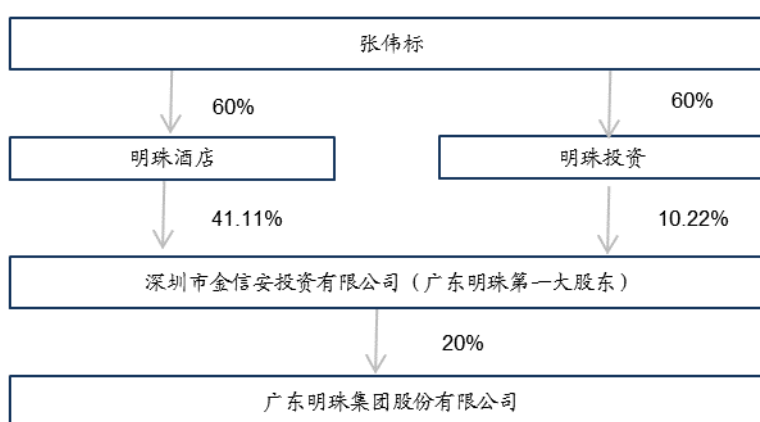 张伟标
60%
60%
明珠酒店
明珠投资
41.11%
10.22%
深圳市金信安投资有限公司（广东明珠第一大股东）
20%
广东明珠集团股份有限公司